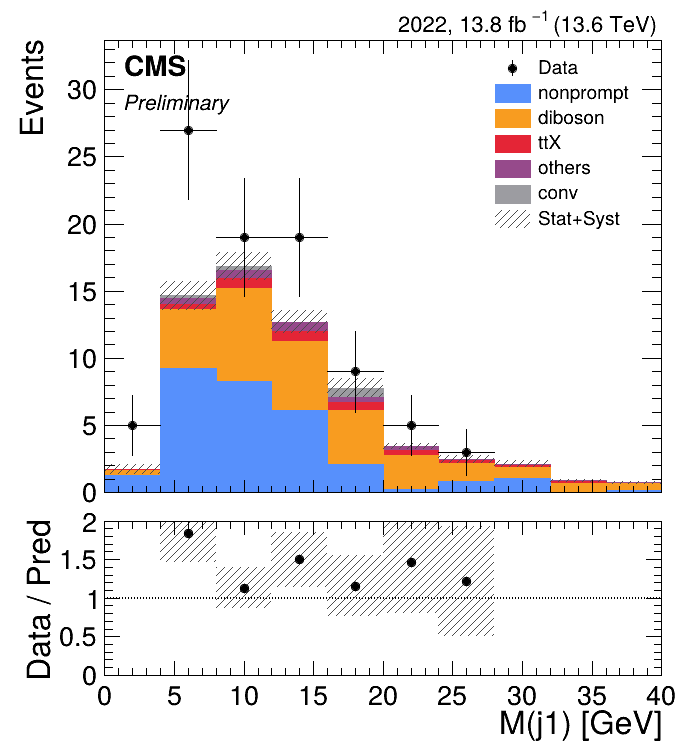 2022, 13.8 fb⁻¹ (13.6 TeV)
CMS
Preliminary
Events
30
25
20
15
10
5
0
Data
nonprompt
diboson
ttX
others
conv
Stat+Syst
Data / Pred
2
1.5
1
0.5
0
0 5 10 15 20 25 30 35 40
M(j1) [GeV]